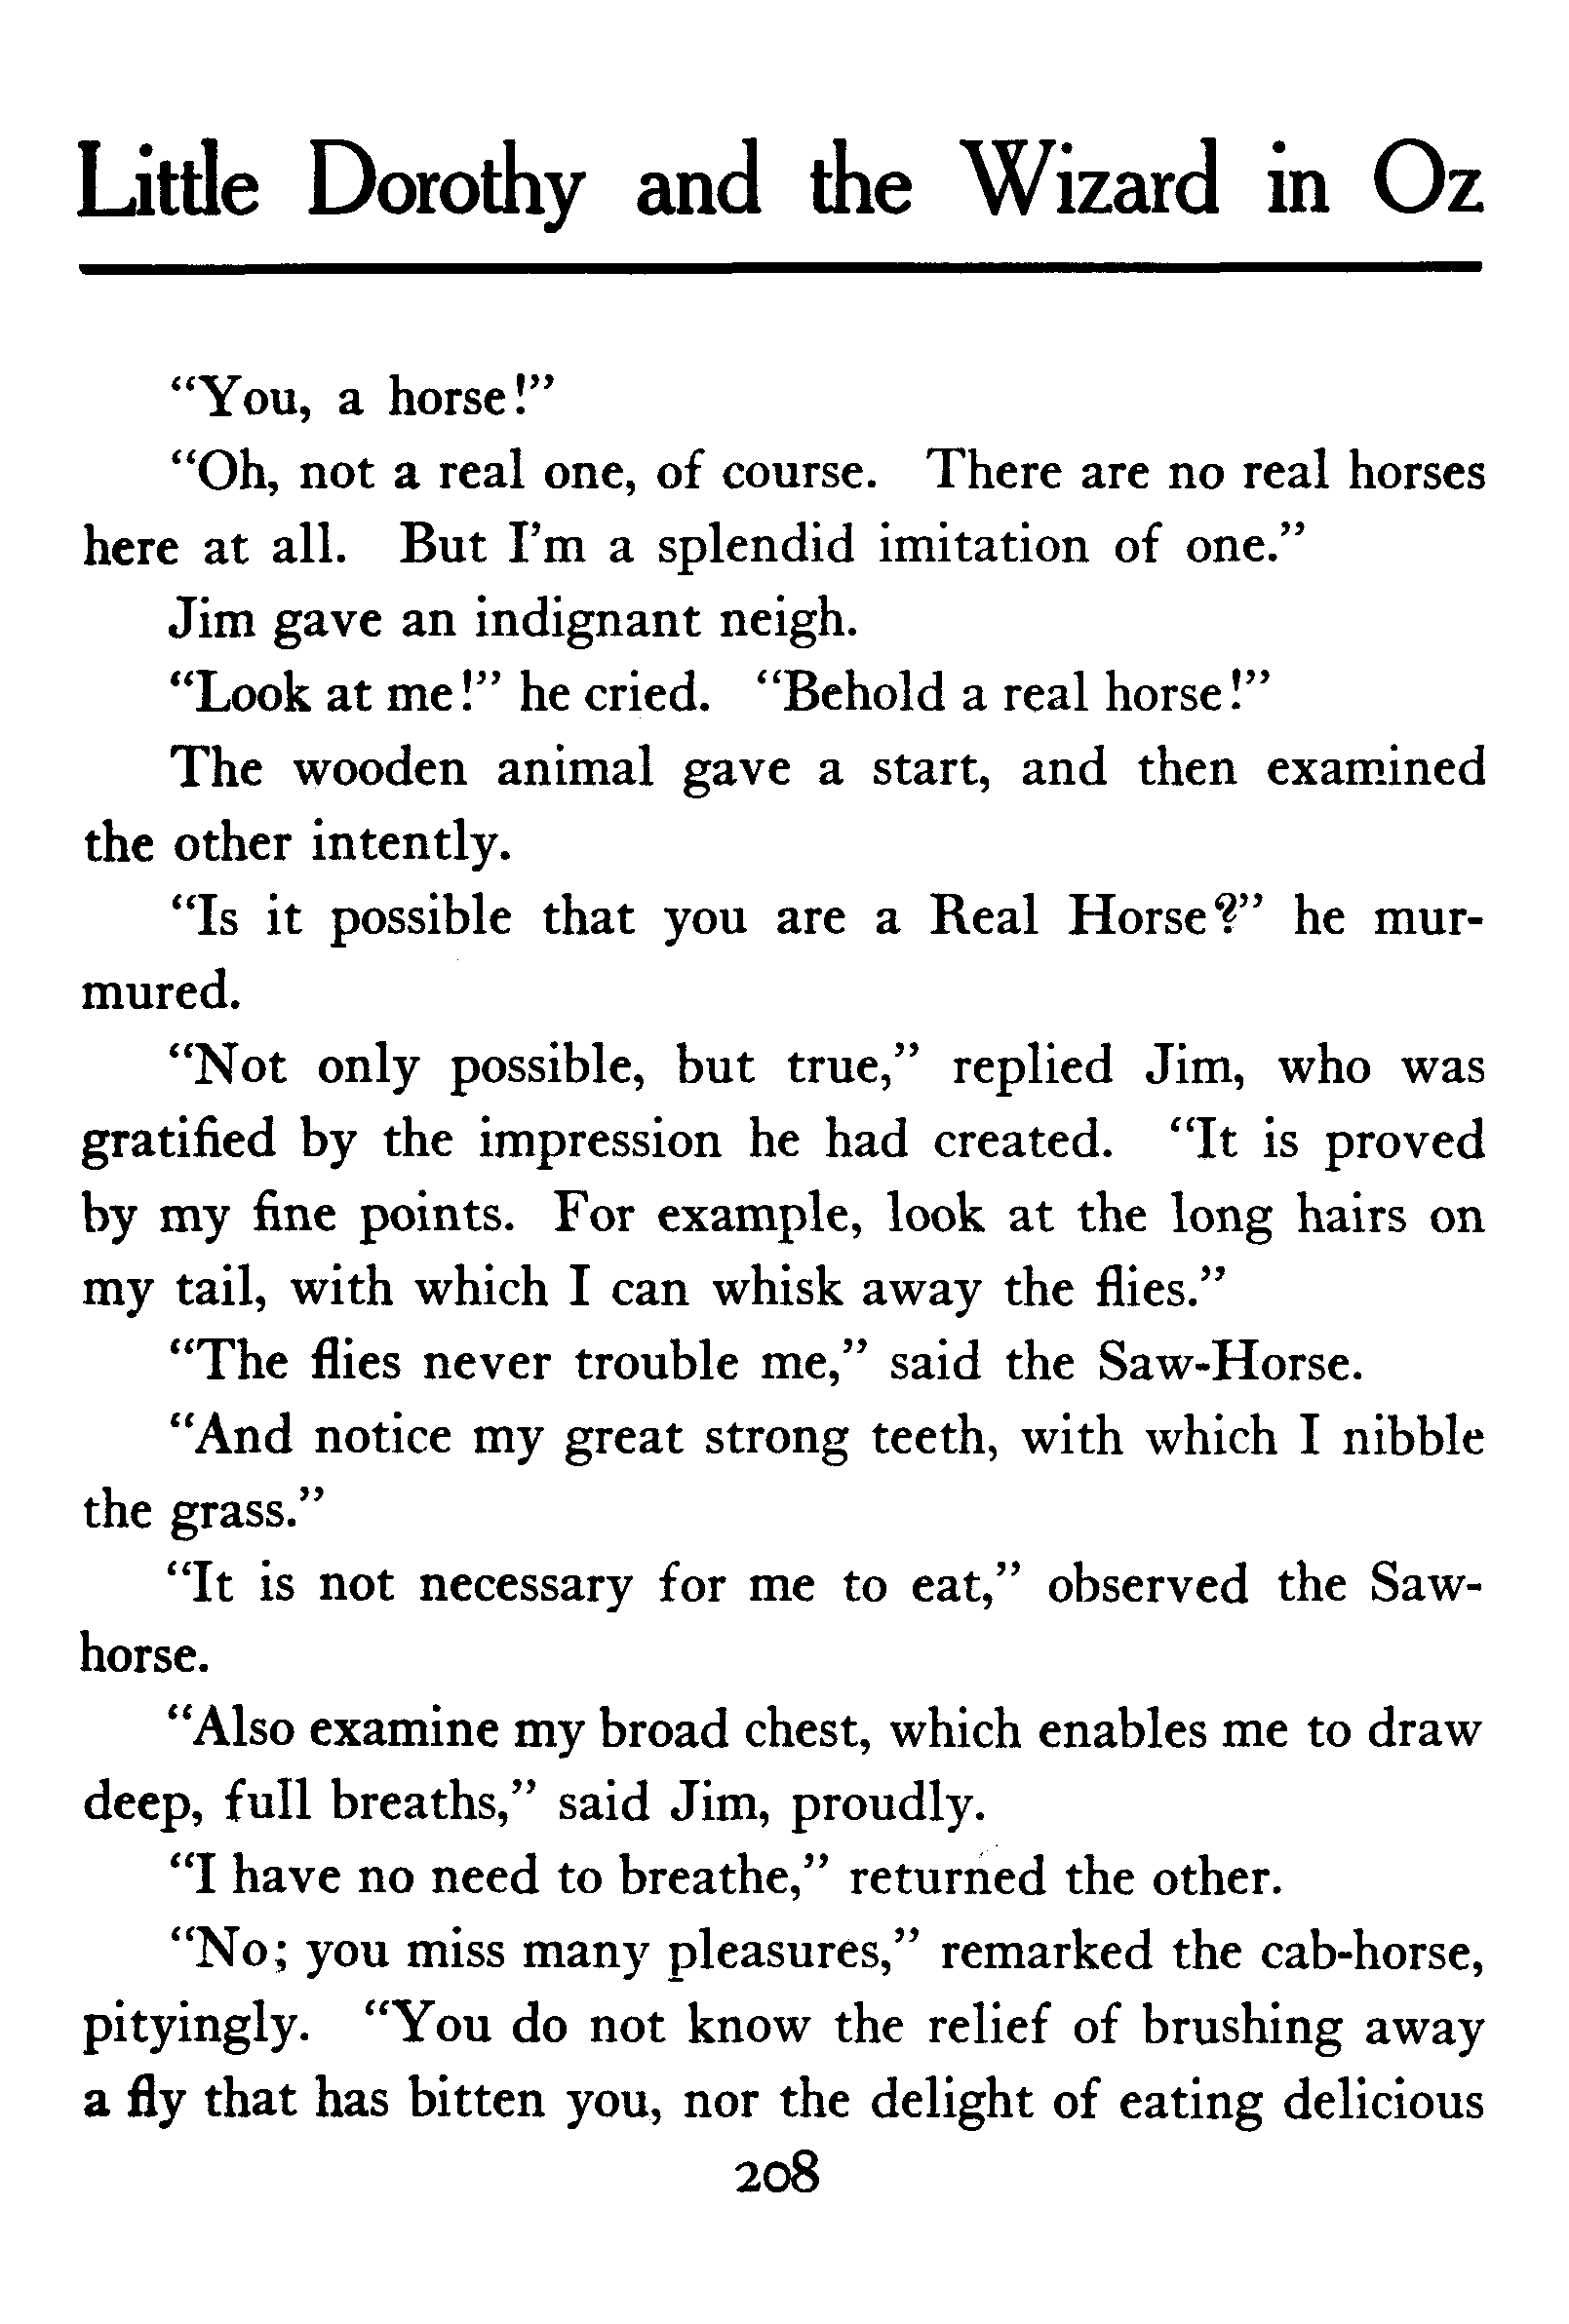 Little Dorothy and the Wizard in Oz
“You, a horse!”
“Oh, not a real one, of course. There are no real horses
here at all. But I’m a splendid imitation of one.”
Jim gave an indignant neigh.
“Look at me!” he cried. “Behold a real horse!”
The wooden animal gave a start, and then examined
the other intently.
“Is it possible that you are a Real Horse?” he mur-
mured.
“Not only possible, but true,” replied Jim, who was
gratified by the impression he had created. “It is proved
by my fine points. For example, look at the long hairs on
my tail, with which I can whisk away the flies.”
“The flies never trouble me,” said the Saw-Horse.
“And notice my great strong teeth, with which I nibble
the grass.”
“It is not necessary for me to eat,” observed the Saw-
horse.
“Also examine my broad chest, which enables me to draw
deep, full breaths,” said Jim, proudly.
“I have no need to breathe,” returned the other.
“No; you miss many pleasures,” remarked the cab-horse,
pityingly. “You do not know the relief of brushing away
a fly that has bitten you, nor the delight of eating delicious
208